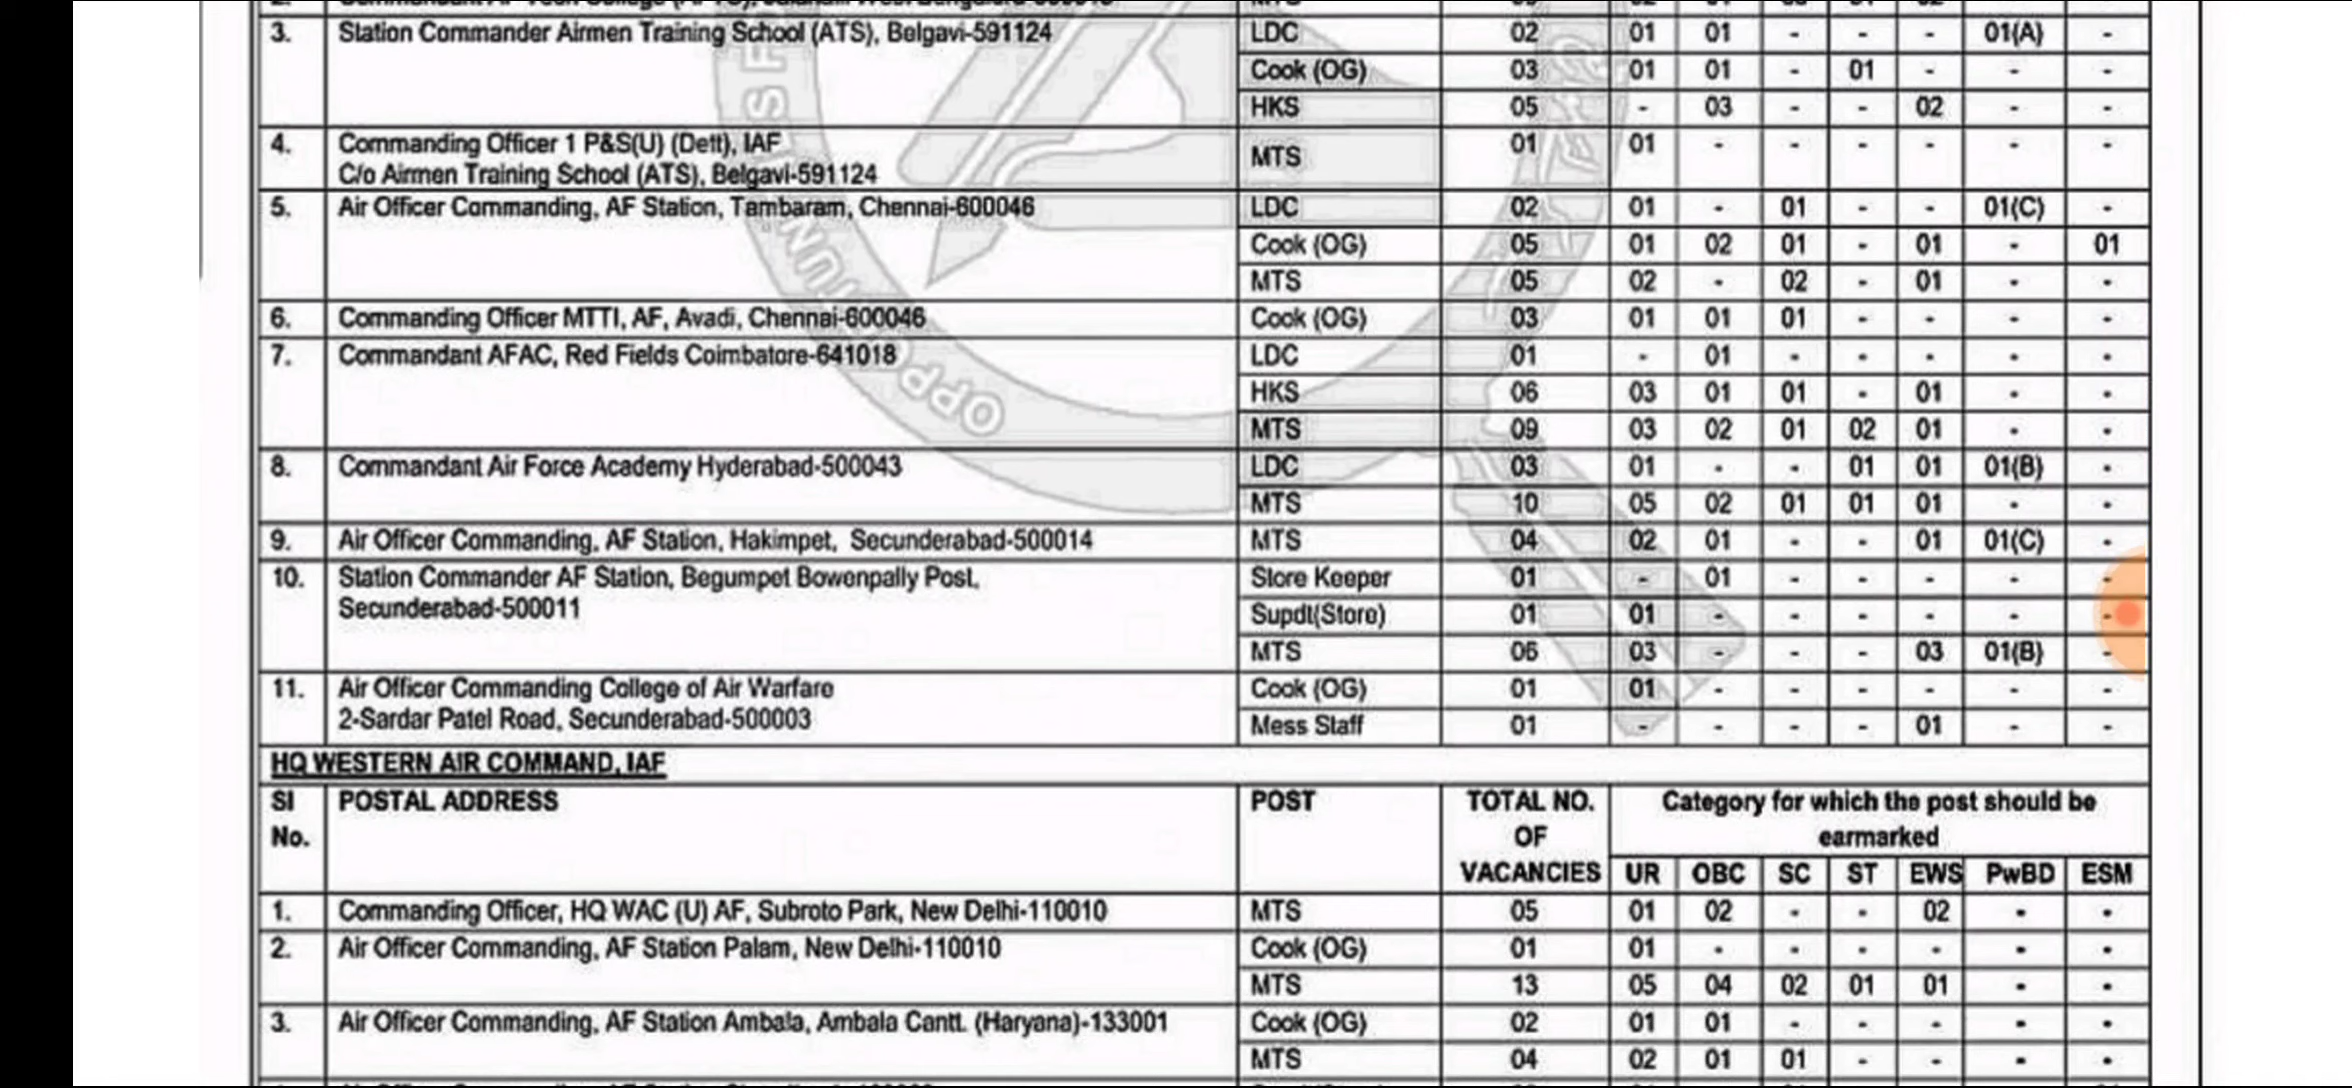 3. Station Commander Airmen Training School (ATS), Belgavi-591124 LDC 02 01 01 - - - 01(A) -
Cook (OG) 03 01 01 - 01 - - -
HKS 05 - 03 - - 02 - -
4. Commanding Officer 1 P&S(U) (Dett), IAF MTS 01 01 - - - - - -
C/o Airmen Training School (ATS), Belgavi-591124
5. Air Officer Commanding, AF Station, Tambaram, Chennai-600046 LDC 02 01 - 01 - - 01(C) -
Cook (OG) 05 01 02 01 - 01 - 01
MTS 05 02 - 02 - 01 - -
6. Commanding Officer MTTI, AF, Avadi, Chennai-600046 Cook (OG) 03 01 01 01 - - - -
7. Commandant AFAC, Red Fields Coimbatore-641018 LDC 01 - 01 - - - - -
HKS 06 03 01 01 - 01 - -
MTS 09 03 02 01 02 01 - -
8. Commandant Air Force Academy Hyderabad-500043 LDC 03 01 - - 01 01 01(B) -
MTS 10 05 02 01 01 01 - -
9. Air Officer Commanding, AF Station, Hakimpet, Secunderabad-500014 MTS 04 02 01 - - 01 01(C) -
10. Station Commander AF Station, Begumpet Bowenpally Post, Store Keeper 01 - 01 - - - - -
Secunderabad-500011 Supdt(Store) 01 01 - - - - - -
MTS 06 03 - - - 03 01(B) -
11. Air Officer Commanding College of Air Warfare Cook (OG) 01 01 - - - - - -
2-Sardar Patel Road, Secunderabad-500003 Mess Staff 01 - - - - 01 - -
HQ WESTERN AIR COMMAND, IAF
Sl POSTAL ADDRESS POST TOTAL NO. Category for which the post should be
No. OF earmarked
VACANCIES UR OBC SC ST EWS PwBD ESM
1. Commanding Officer, HQ WAC (U) AF, Subroto Park, New Delhi-110010 MTS 05 01 02 - - 02 - -
2. Air Officer Commanding, AF Station Palam, New Delhi-110010 Cook (OG) 01 01 - - - - - -
MTS 13 05 04 02 01 01 - -
3. Air Officer Commanding, AF Station Ambala, Ambala Cantt. (Haryana)-133001 Cook (OG) 02 01 01 - - - - -
MTS 04 02 01 01 - - - -